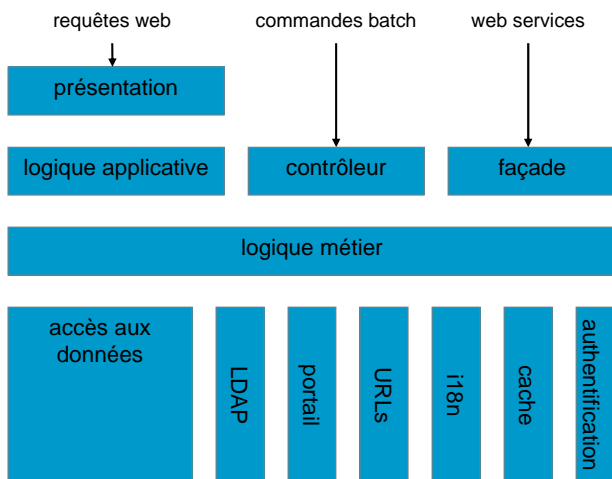 requêtes web
commandes batch
web services
présentation
logique applicative
contrôleur
façade
logique métier
accès aux
données
LDAP
portail
URLs
i18n
cache
authentification